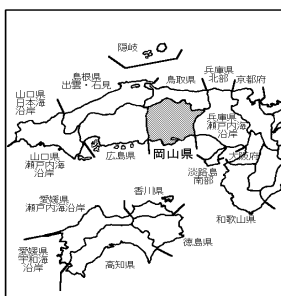 隠岐
島根県
出雲・石見
鳥取県
兵庫県
北部
京都府
山口県
日本海
沿岸
兵庫県
瀬戸内海
沿岸
山口県
瀬戸内海
沿岸
広島県
岡山県
大阪府
淡路島
南部
香川県
愛媛県
瀬戸内海沿岸
和歌山県
愛媛県
宇和海
沿岸
高知県
徳島県